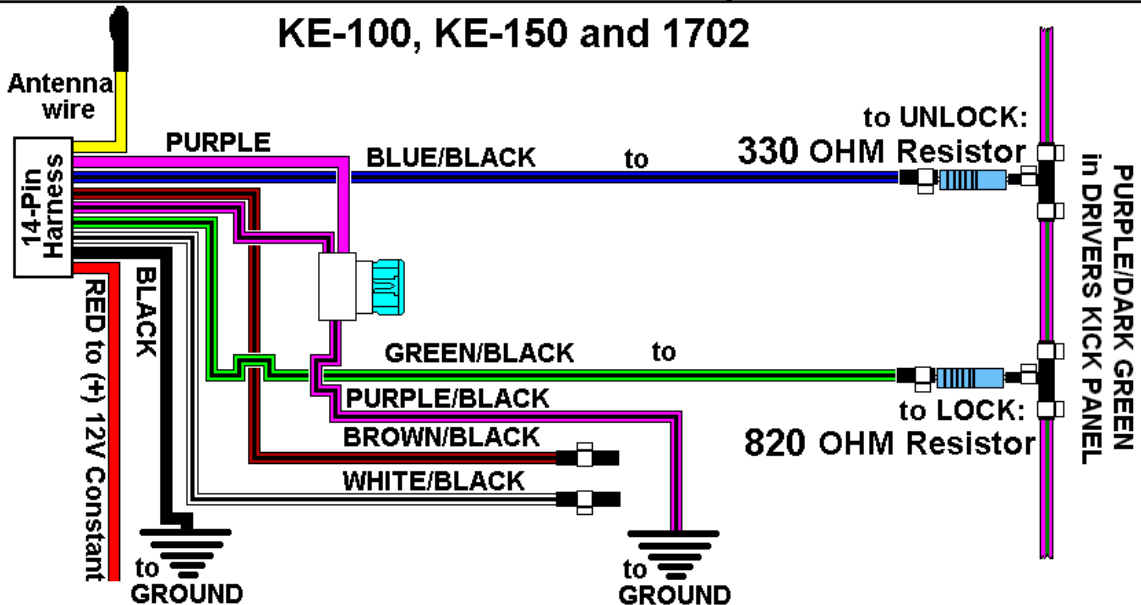 KE-100, KE-150 and 1702
Antenna
wire
14-Pin
Harness
PURPLE
BLUE/BLACK
to
to UNLOCK:
330 OHM Resistor
PURPLE/DARK GREEN
in DRIVERS KICK PANEL
BLACK
RED to (+) 12V Constant
GREEN/BLACK
to
to LOCK:
820 OHM Resistor
PURPLE/BLACK
BROWN/BLACK
WHITE/BLACK
to
GROUND
to
GROUND